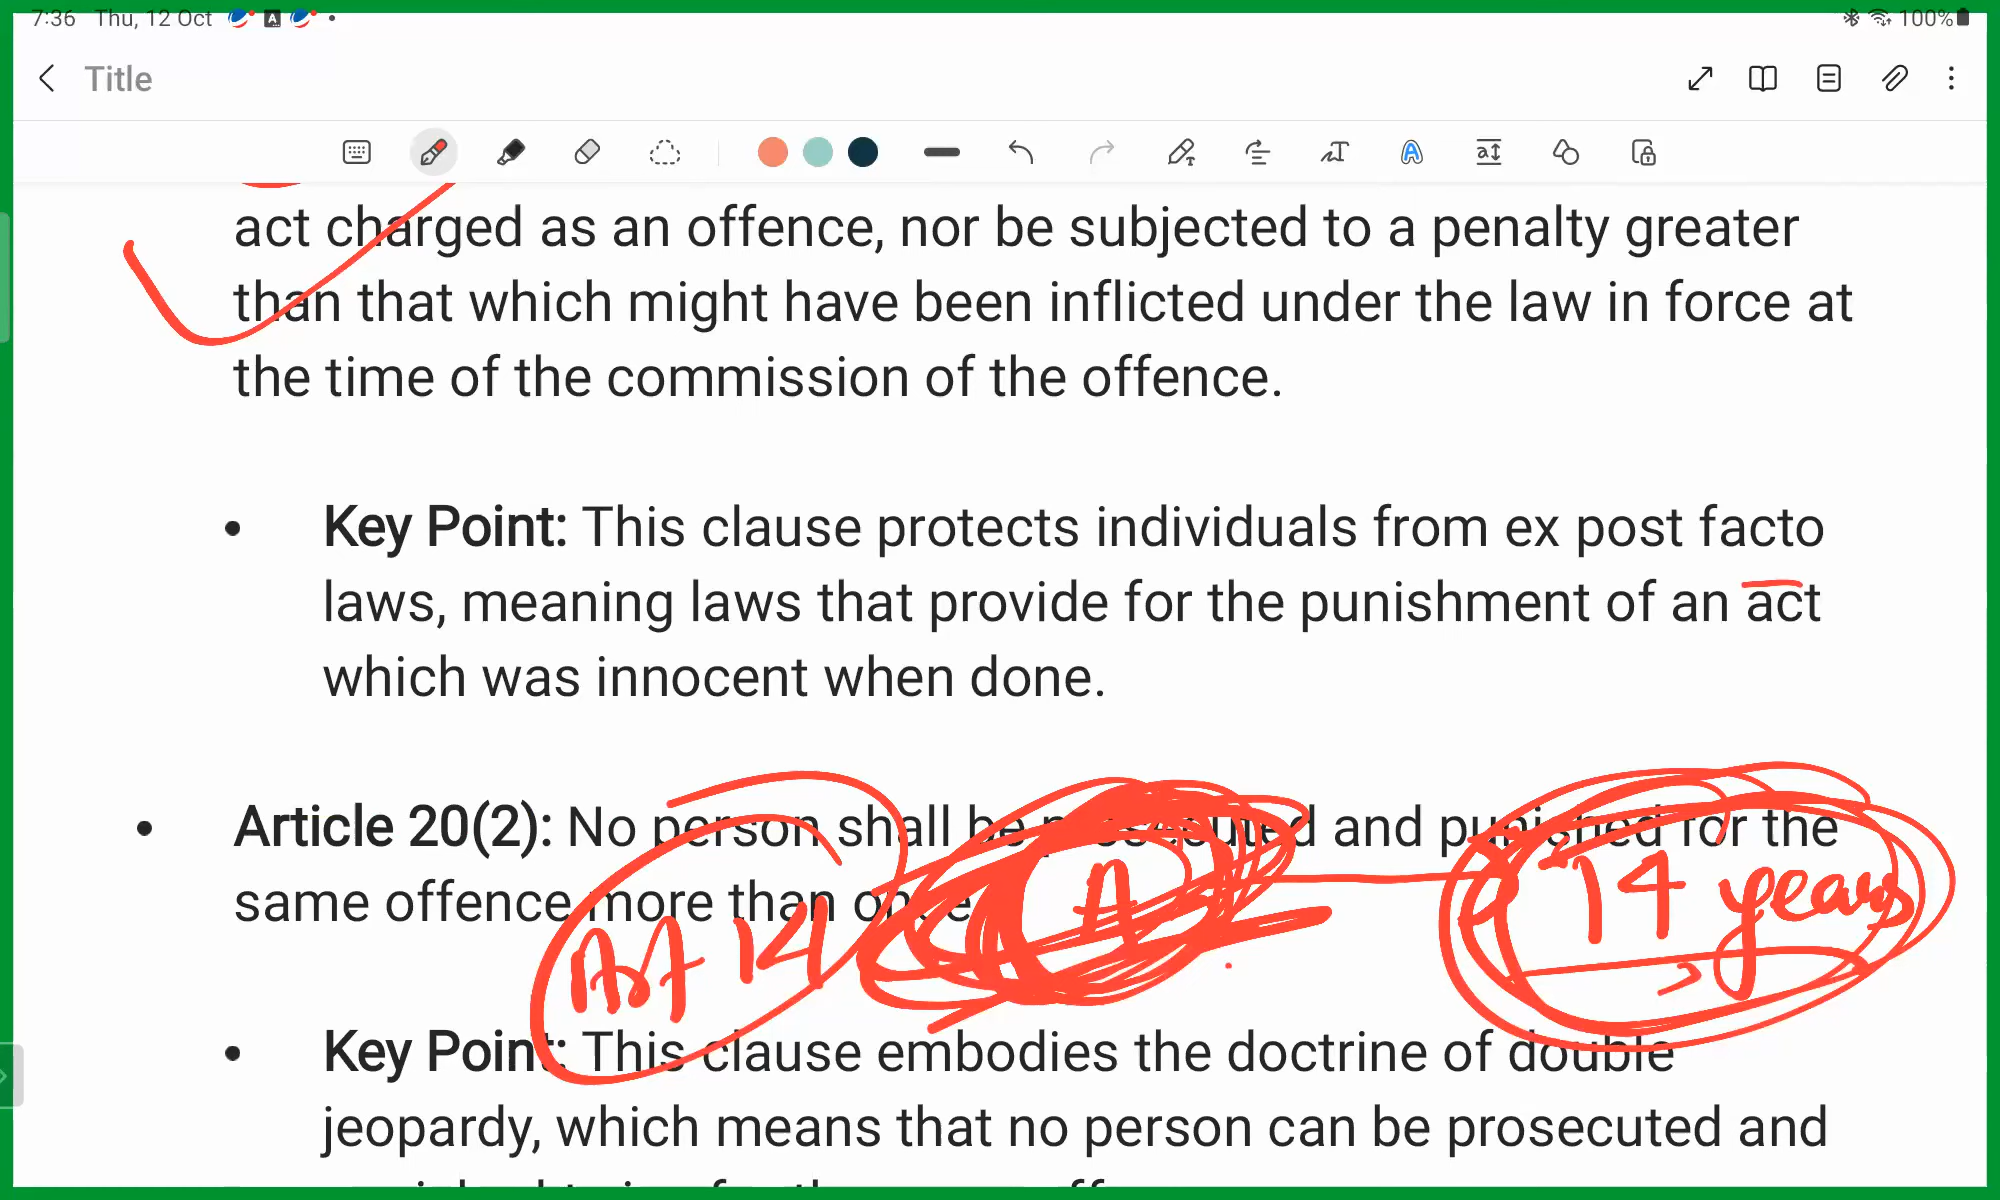 7:36 Thu, 12 Oct 100%
Title
act charged as an offence, nor be subjected to a penalty greater
than that which might have been inflicted under the law in force at
the time of the commission of the offence.
• Key Point: This clause protects individuals from ex post facto
laws, meaning laws that provide for the punishment of an act
which was innocent when done.
• Article 20(2): No person shall be prosecuted and punished for the
same offence more than once
Art 14 A 14 years
• Key Point: This clause embodies the doctrine of double
jeopardy, which means that no person can be prosecuted and